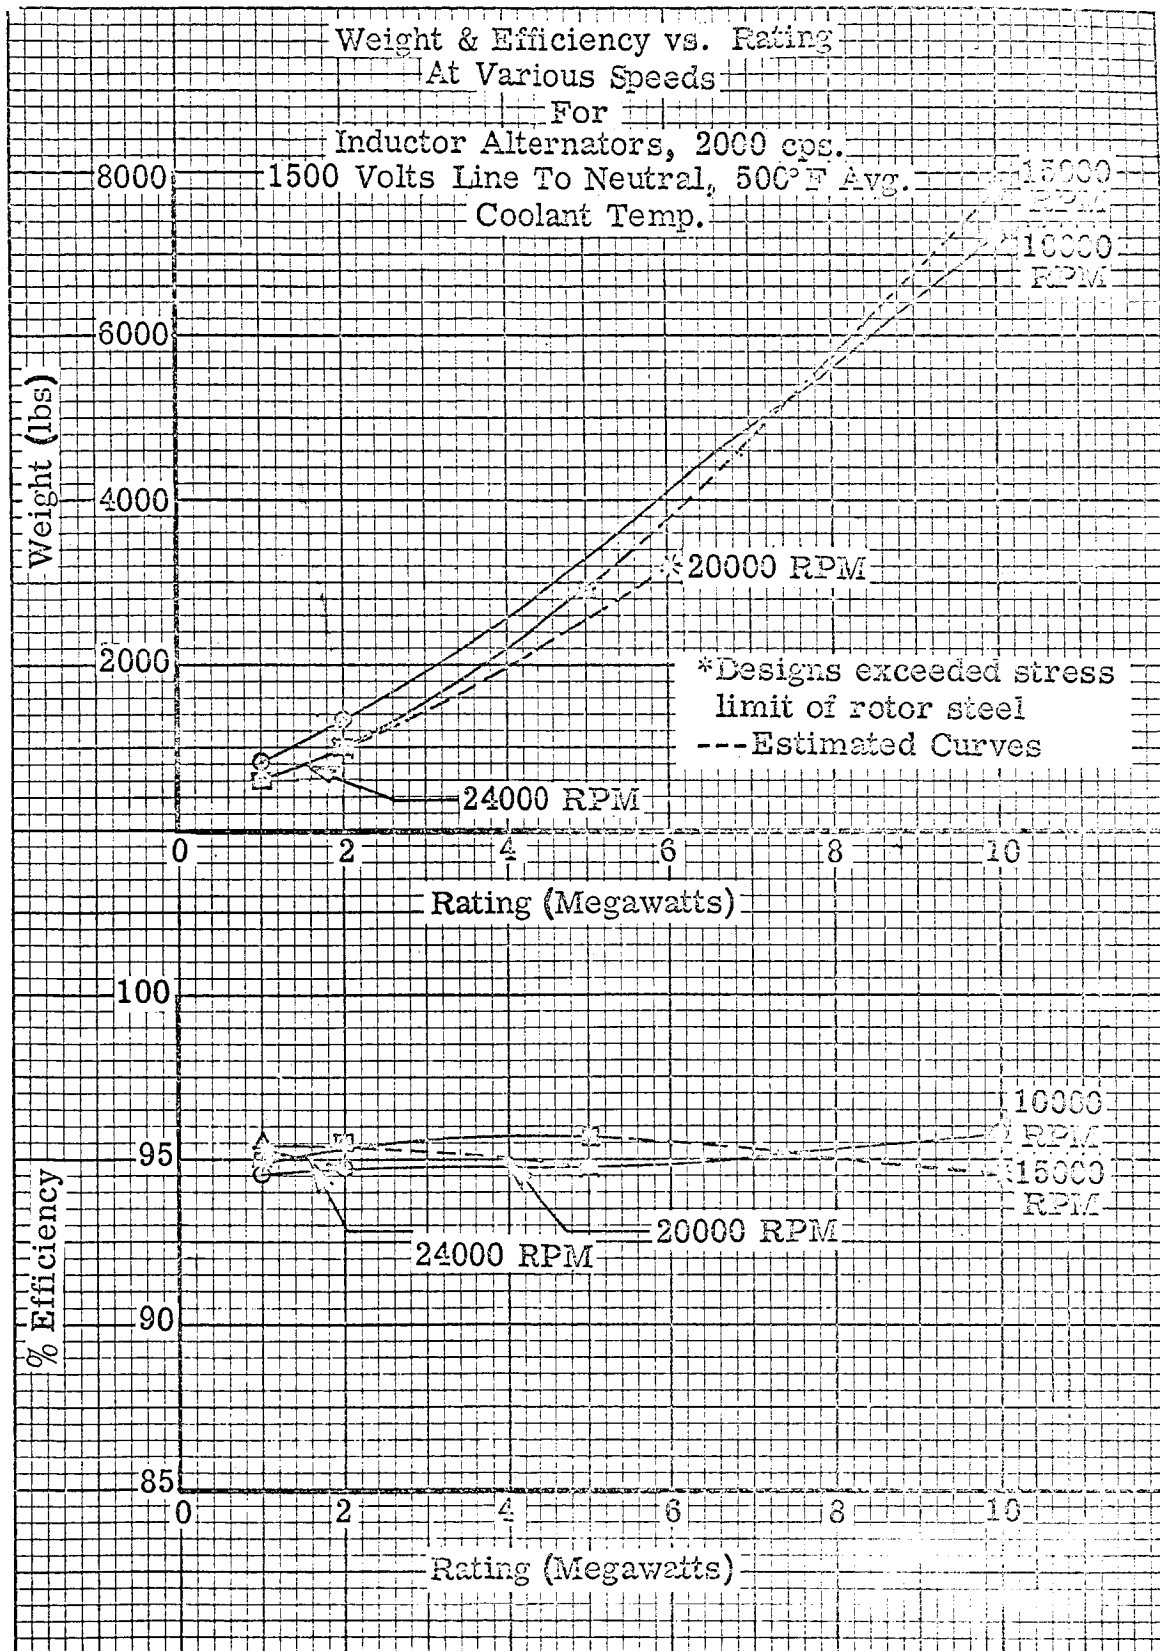 Weight & Efficiency vs. Rating
At Various Speeds
For
Inductor Alternators, 2000 cps.
1500 Volts Line To Neutral, 500°F Avg.
Coolant Temp.
8000
6000
4000
2000
Weight (lbs)
15000
RPM
10000
RPM
*20000 RPM
*Designs exceeded stress
limit of rotor steel
---Estimated Curves
24000 RPM
0 2 4 6 8 10
Rating (Megawatts)
100
95
90
85
% Efficiency
10000
RPM
15000
RPM
20000 RPM
24000 RPM
0 2 4 6 8 10
Rating (Megawatts)